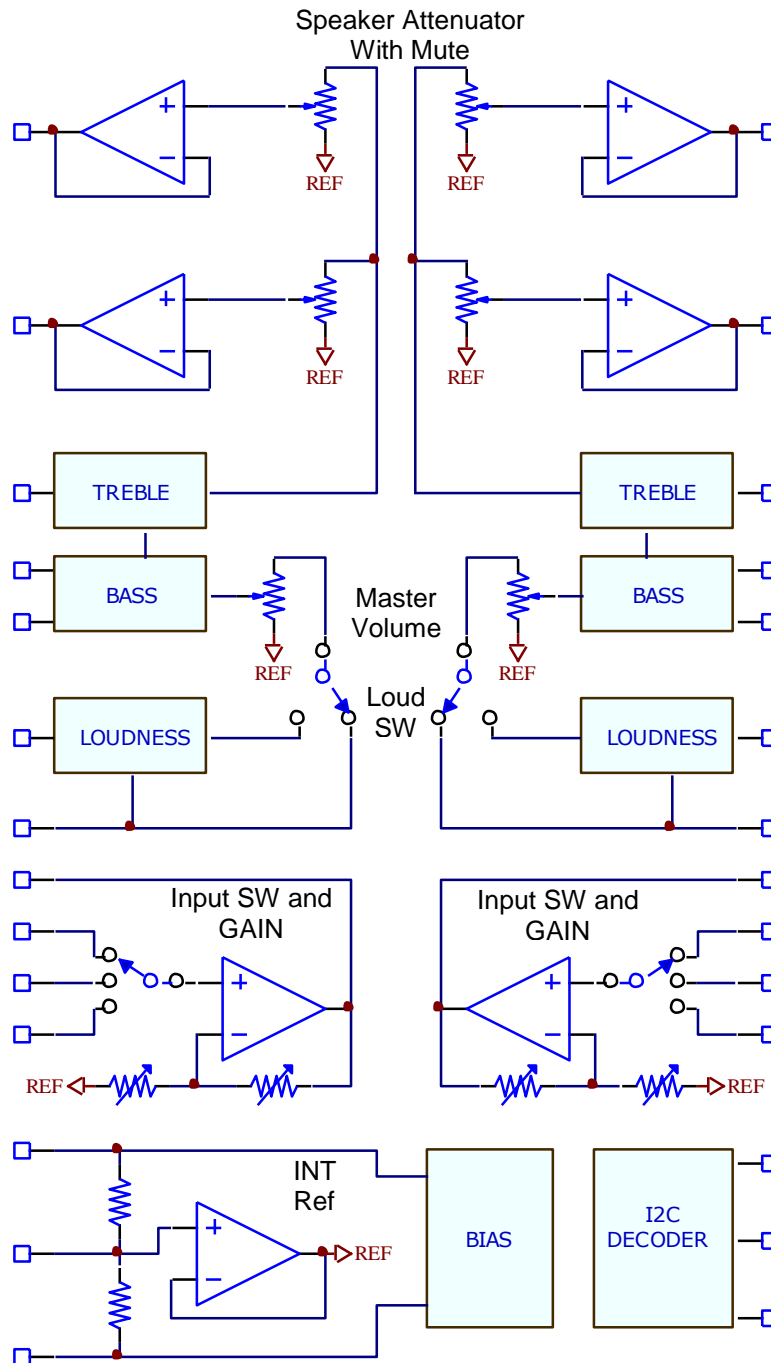 Speaker Attenuator
With Mute
+
−
REF
REF
+
−
+
−
REF
REF
+
−
TREBLE
TREBLE
BASS
BASS
Master
Volume
REF
REF
Loud
SW
LOUDNESS
LOUDNESS
Input SW and
GAIN
Input SW and
GAIN
+
−
+
−
REF
REF
INT
Ref
+
−
REF
BIAS
I2C
DECODER